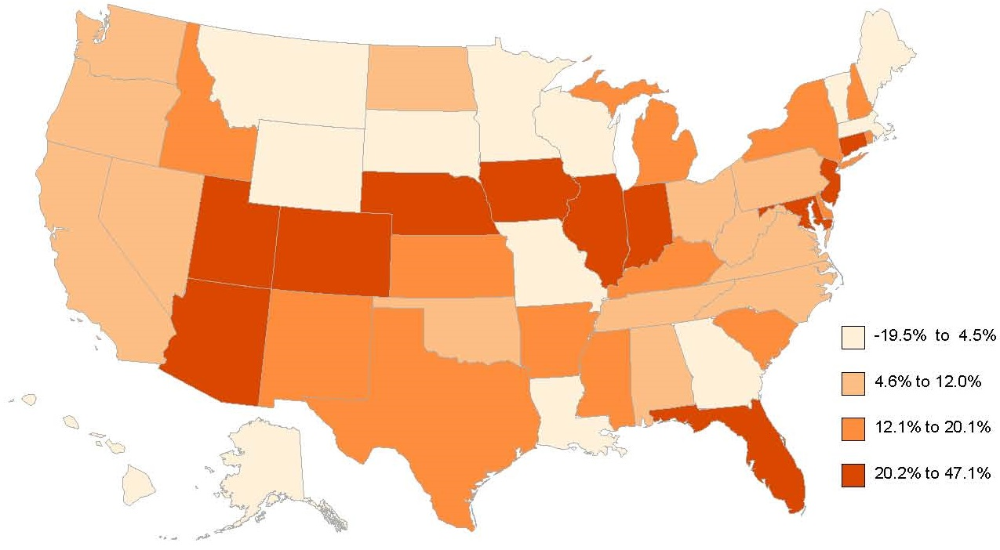 -19.5% to 4.5%
4.6% to 12.0%
12.1% to 20.1%
20.2% to 47.1%